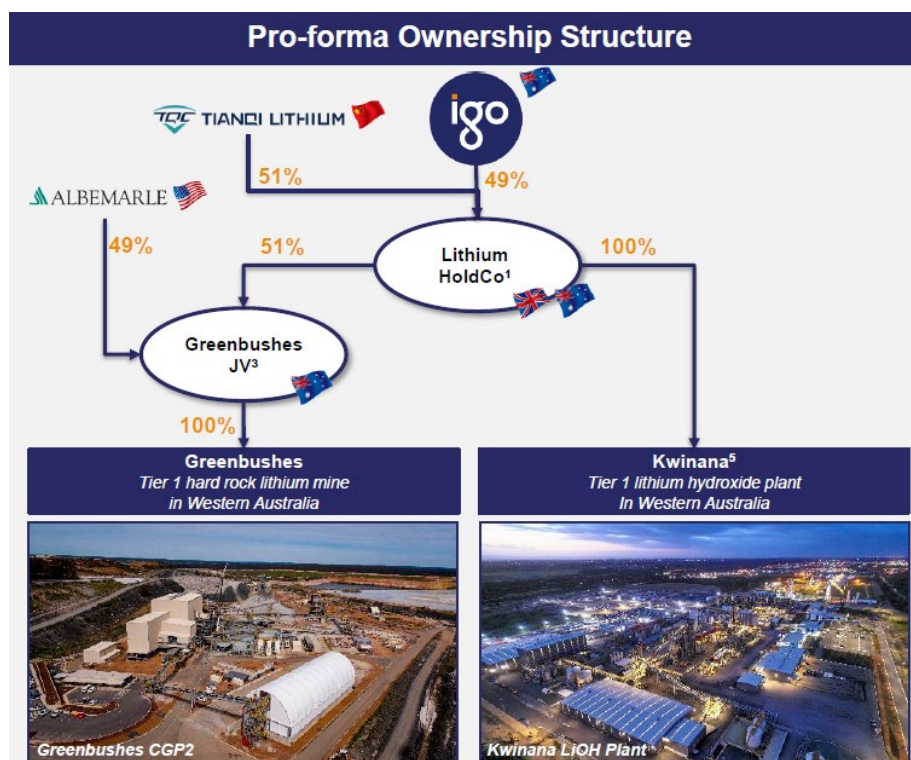 Pro-forma Ownership Structure
TQC TIANQI LITHIUM
igo
51%
49%
ALBEMARLE
49%
51%
Lithium
HoldCo¹
100%
Greenbushes
JV³
100%
Greenbushes
Tier 1 hard rock lithium mine
in Western Australia
Kwinana⁵
Tier 1 lithium hydroxide plant
In Western Australia
Greenbushes CGP2
Kwinana LiOH Plant